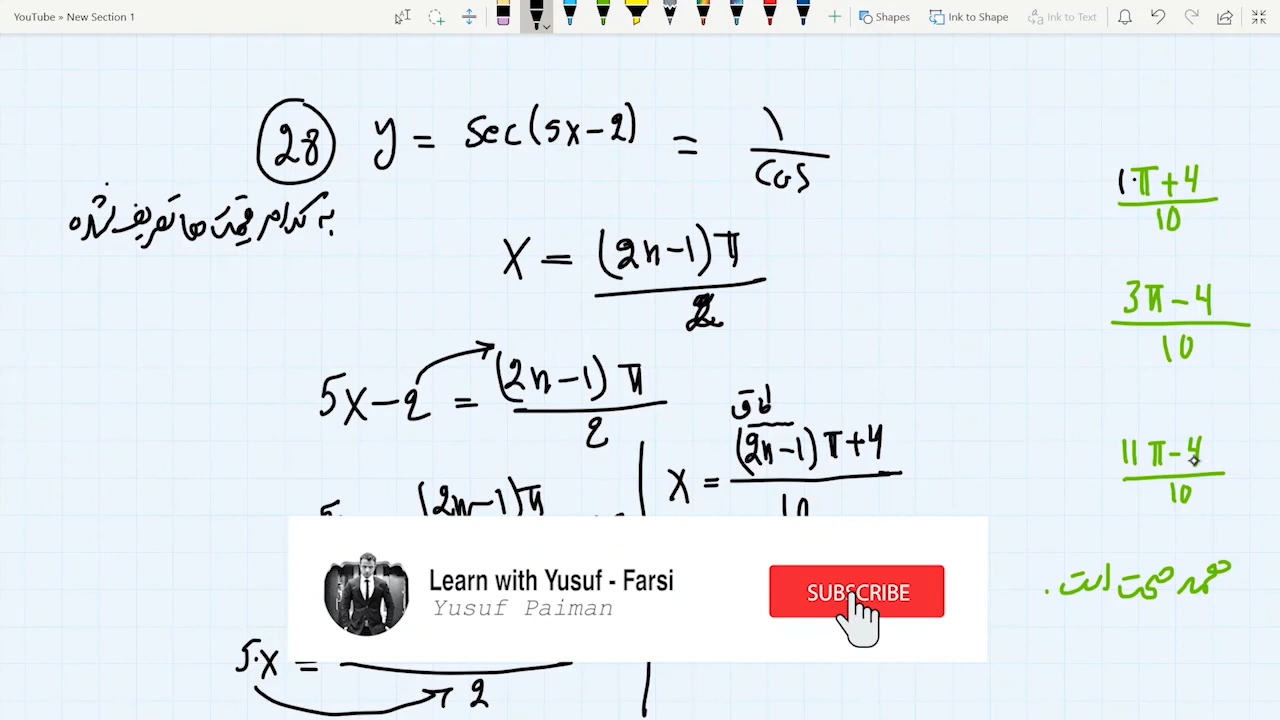 YouTube » New Section 1
Shapes
Ink to Shape
Ink to Text
28 y = sec(5x-2) = 1/cos
به کدام قیمت ها تعریف نشده
x = (2n-1)π/2
5x-2 = (2n-1)π/2
(2n-1)π
طاق
x = (2n-1)π+4/10
5·x =
2
1·π+4/10
3π-4/10
11π-4/10
همه صحت است.
Learn with Yusuf - Farsi
Yusuf Paiman
SUBSCRIBE